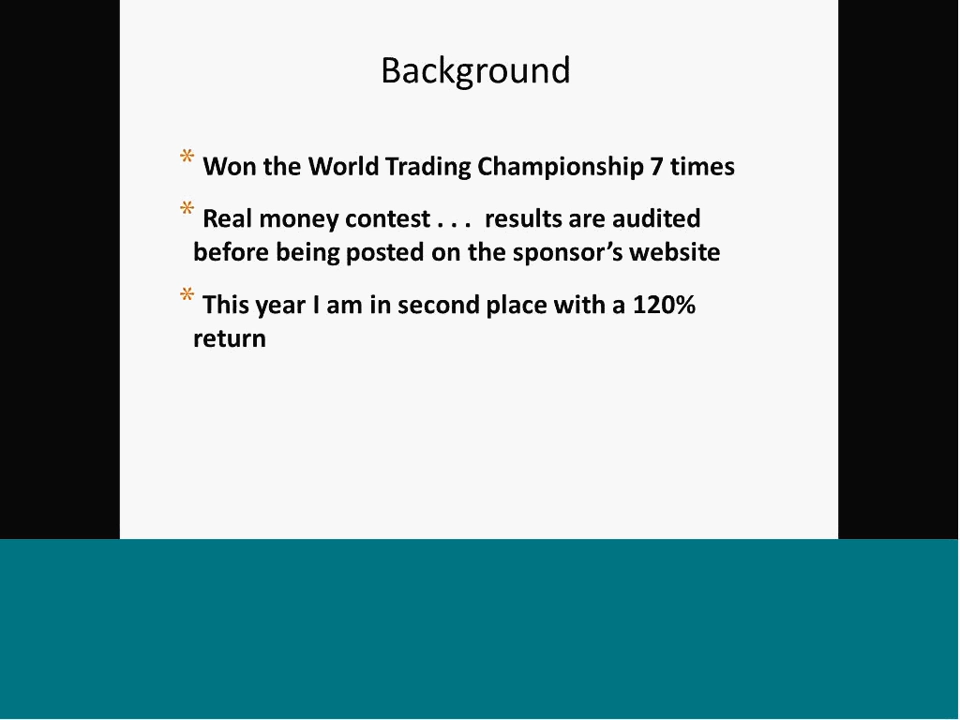 Background
* Won the World Trading Championship 7 times
* Real money contest . . . results are audited
before being posted on the sponsor’s website
* This year I am in second place with a 120%
return